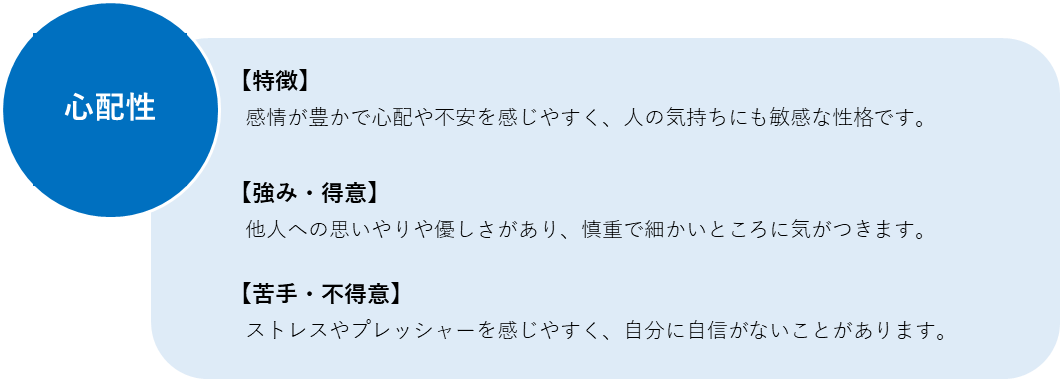 心配性
【特徴】
感情が豊かで心配や不安を感じやすく、人の気持ちにも敏感な性格です。
【強み・得意】
他人への思いやりや優しさがあり、慎重で細かいところに気がつきます。
【苦手・不得意】
ストレスやプレッシャーを感じやすく、自分に自信がないことがあります。